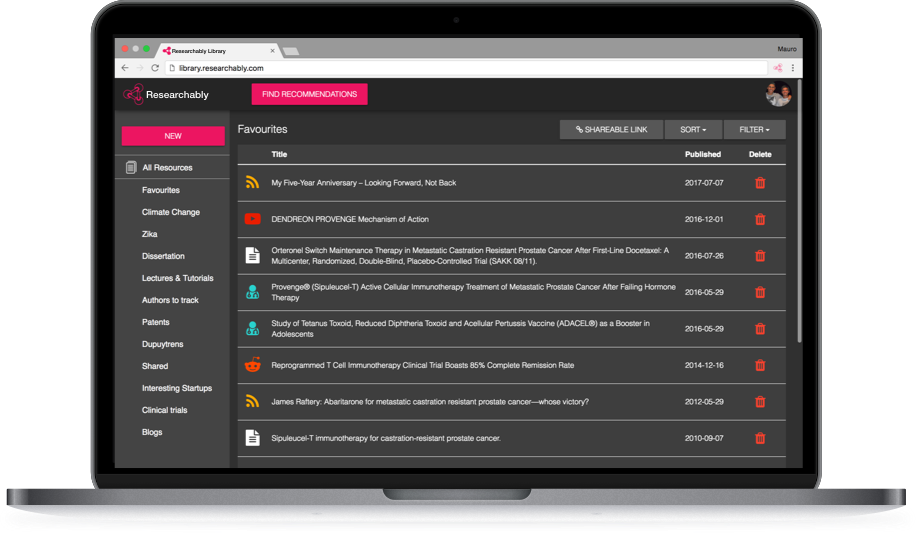 Researchably Library
Mauro
library.researchably.com
Researchably
FIND RECOMMENDATIONS
NEW
All Resources
Favourites
Climate Change
Zika
Dissertation
Lectures & Tutorials
Authors to track
Patents
Dupuytrens
Shared
Interesting Startups
Clinical trials
Blogs
Favourites
SHAREABLE LINK
SORT
FILTER
Title Published Delete
My Five-Year Anniversary – Looking Forward, Not Back 2017-07-07
DENDREON PROVENGE Mechanism of Action 2016-12-01
Orteronel Switch Maintenance Therapy in Metastatic Castration Resistant Prostate Cancer After First-Line Docetaxel: A
Multicenter, Randomized, Double-Blind, Placebo-Controlled Trial (SAKK 08/11). 2016-07-26
Provenge® (Sipuleucel-T) Active Cellular Immunotherapy Treatment of Metastatic Prostate Cancer After Failing Hormone
Therapy 2016-05-29
Study of Tetanus Toxoid, Reduced Diphtheria Toxoid and Acellular Pertussis Vaccine (ADACEL®) as a Booster in
Adolescents 2016-05-29
Reprogrammed T Cell Immunotherapy Clinical Trial Boasts 85% Complete Remission Rate 2014-12-16
James Raftery: Abaritarone for metastatic castration resistant prostate cancer—whose victory? 2012-05-29
Sipuleucel-T immunotherapy for castration-resistant prostate cancer. 2010-09-07